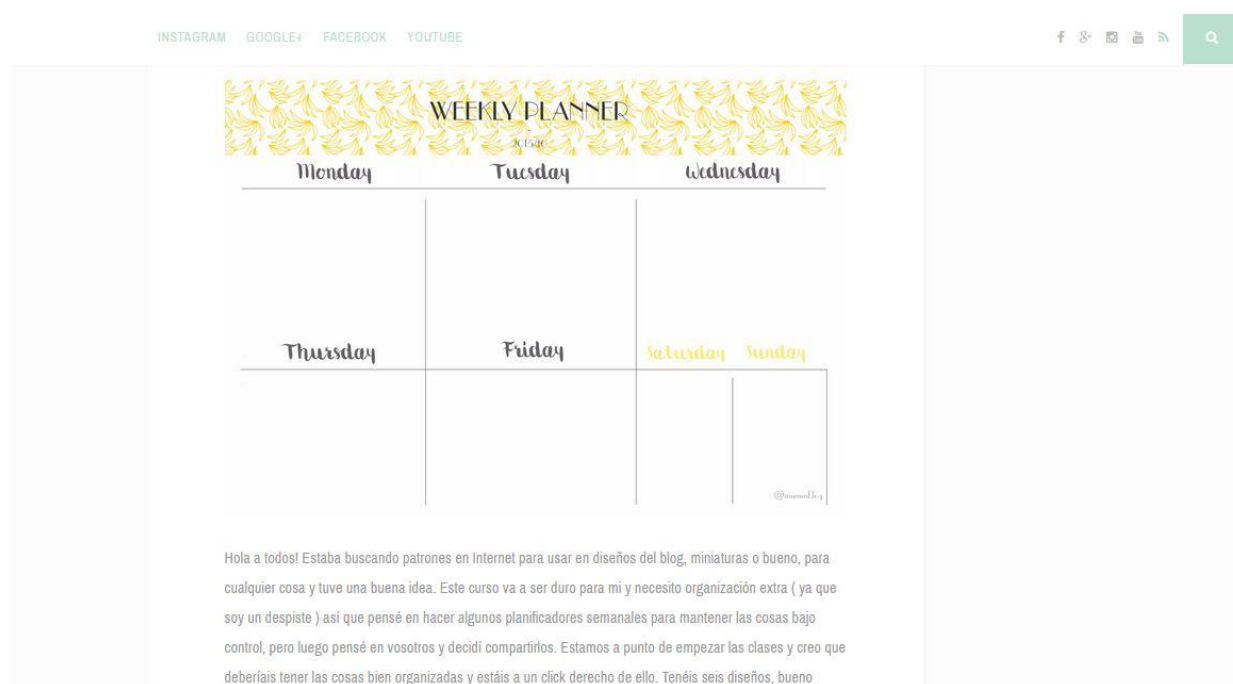 INSTAGRAM GOOGLE+ FACEBOOK YOUTUBE
WEEKLY PLANNER
Monday Tuesday Wednesday
Thursday Friday Saturday Sunday
Hola a todos! Estaba buscando patrones en Internet para usar en diseños del blog, miniaturas o bueno, para
cualquier cosa y tuve una buena idea. Este curso va a ser duro para mi y necesito organización extra ( ya que
soy un despiste ) así que pensé en hacer algunos planificadores semanales para mantener las cosas bajo
control, pero luego pensé en vosotros y decidí compartirlos. Estamos a punto de empezar las clases y creo que
deberíais tener las cosas bien organizadas y estáis a un click derecho de ello. Tenéis seis diseños, bueno